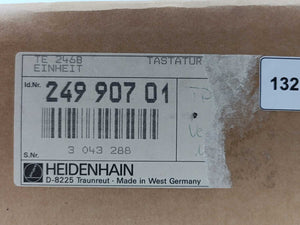 TE 246B TASTATUR
EINHEIT
Id.Nr. 249 907 01
132
3 043 288
S.Nr.
HEIDENHAIN
D-8225 Traunreut · Made in West Germany